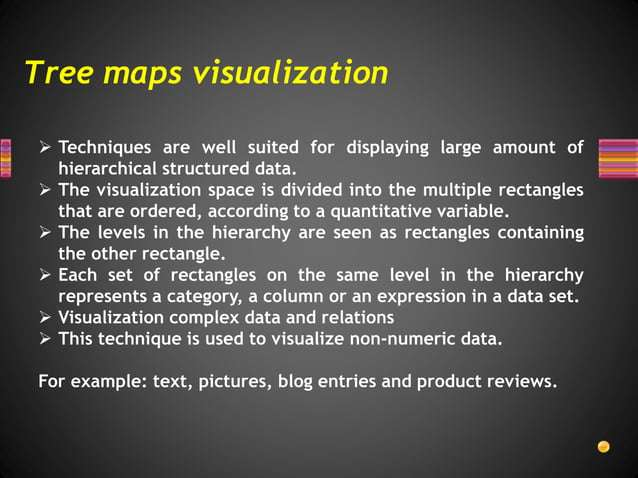 Tree maps visualization
➢ Techniques are well suited for displaying large amount of
hierarchical structured data.
➢ The visualization space is divided into the multiple rectangles
that are ordered, according to a quantitative variable.
➢ The levels in the hierarchy are seen as rectangles containing
the other rectangle.
➢ Each set of rectangles on the same level in the hierarchy
represents a category, a column or an expression in a data set.
➢ Visualization complex data and relations
➢ This technique is used to visualize non-numeric data.
For example: text, pictures, blog entries and product reviews.